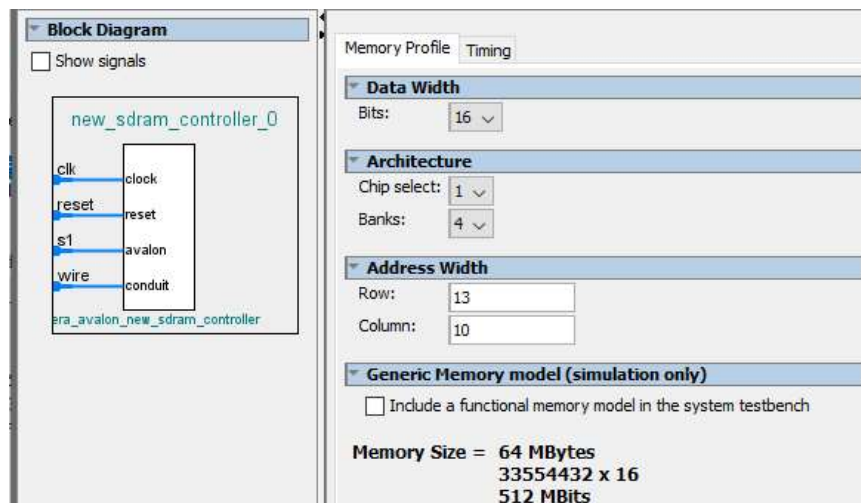 Block Diagram
Show signals
new_sdram_controller_0
clk
clock
reset
reset
s1
avalon
wire
conduit
era_avalon_new_sdram_controller
Memory Profile
Timing
Data Width
Bits:
16
Architecture
Chip select:
1
Banks:
4
Address Width
Row:
13
Column:
10
Generic Memory model (simulation only)
Include a functional memory model in the system testbench
Memory Size = 64 MBytes
33554432 x 16
512 MBits